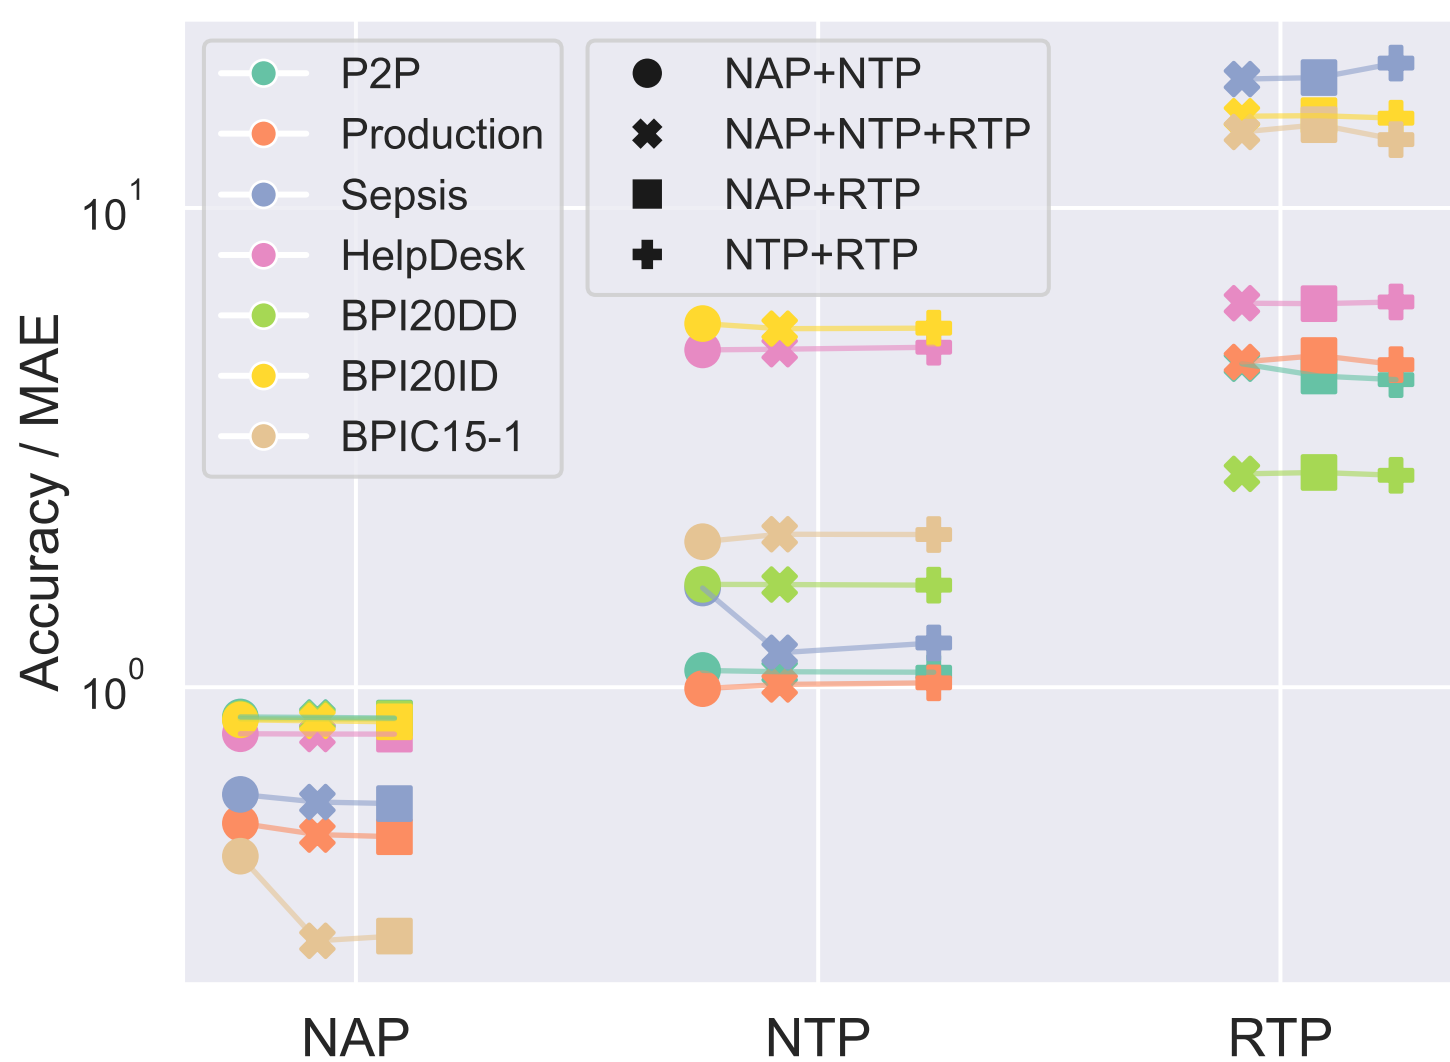 P2P
Production
Sepsis
HelpDesk
BPI20DD
BPI20ID
BPIC15-1
NAP+NTP
NAP+NTP+RTP
NAP+RTP
NTP+RTP
Accuracy / MAE
10^1
10^0
NAP NTP RTP